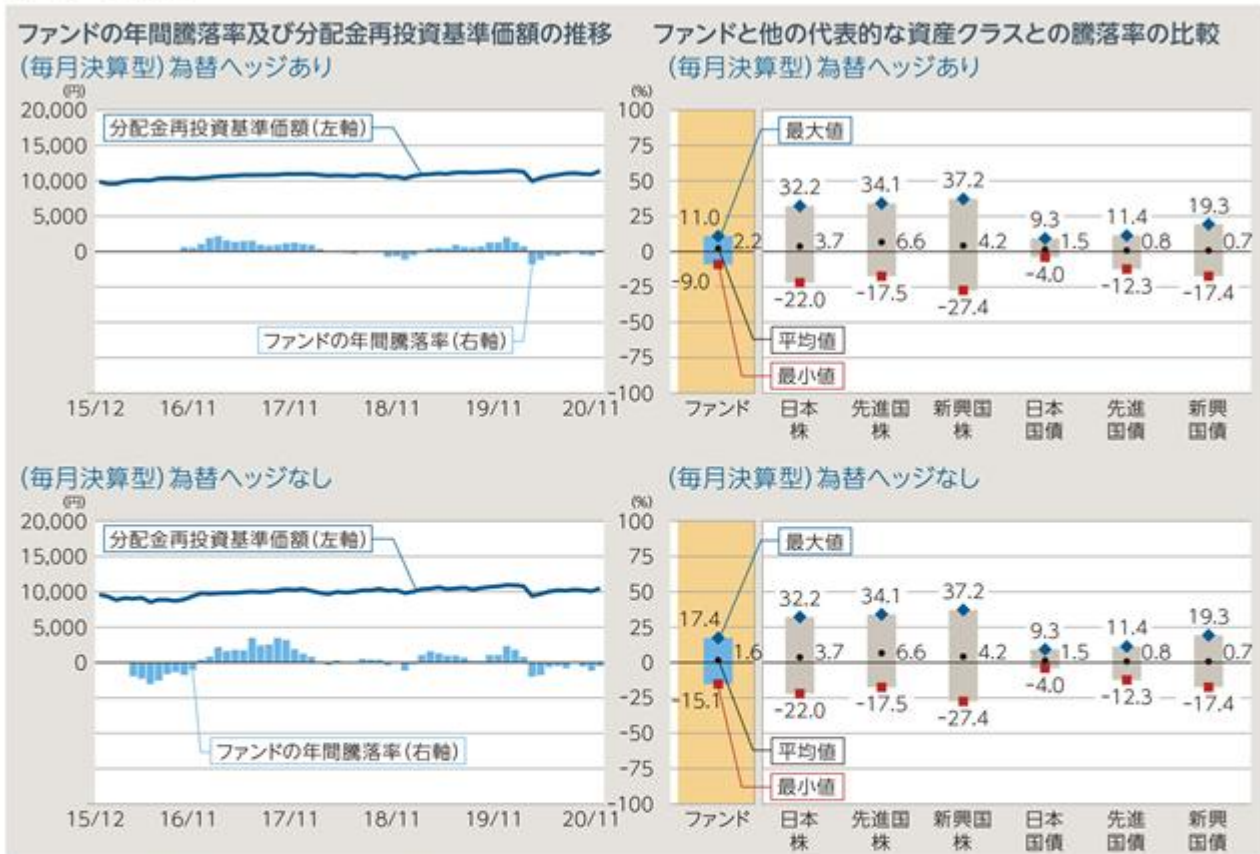 ファンドの年間騰落率及び分配金再投資基準価額の推移
(毎月決算型)為替ヘッジあり
(円)
20,000
15,000
10,000
5,000
0
分配金再投資基準価額(左軸)
ファンドの年間騰落率(右軸)
15/12 16/11 17/11 18/11 19/11 20/11
ファンドと他の代表的な資産クラスとの騰落率の比較
(毎月決算型)為替ヘッジあり
(%)
100
75
50
25
0
-25
-50
-75
-100
最大値
平均値
最小値
11.0 32.2 34.1 37.2 9.3 11.4 19.3
2.2 3.7 6.6 4.2 1.5 0.8 0.7
-9.0 -22.0 -17.5 -27.4 -4.0 -12.3 -17.4
ファンド 日本 先進国 新興国 日本 先進 新興
株 株 株 国債 国債 国債
(毎月決算型)為替ヘッジなし
(円)
20,000
15,000
10,000
5,000
0
分配金再投資基準価額(左軸)
ファンドの年間騰落率(右軸)
15/12 16/11 17/11 18/11 19/11 20/11
(毎月決算型)為替ヘッジなし
(%)
100
75
50
25
0
-25
-50
-75
-100
最大値
平均値
最小値
17.4 32.2 34.1 37.2 9.3 11.4 19.3
1.6 3.7 6.6 4.2 1.5 0.8 0.7
-15.1 -22.0 -17.5 -27.4 -4.0 -12.3 -17.4
ファンド 日本 先進国 新興国 日本 先進 新興
株 株 株 国債 国債 国債